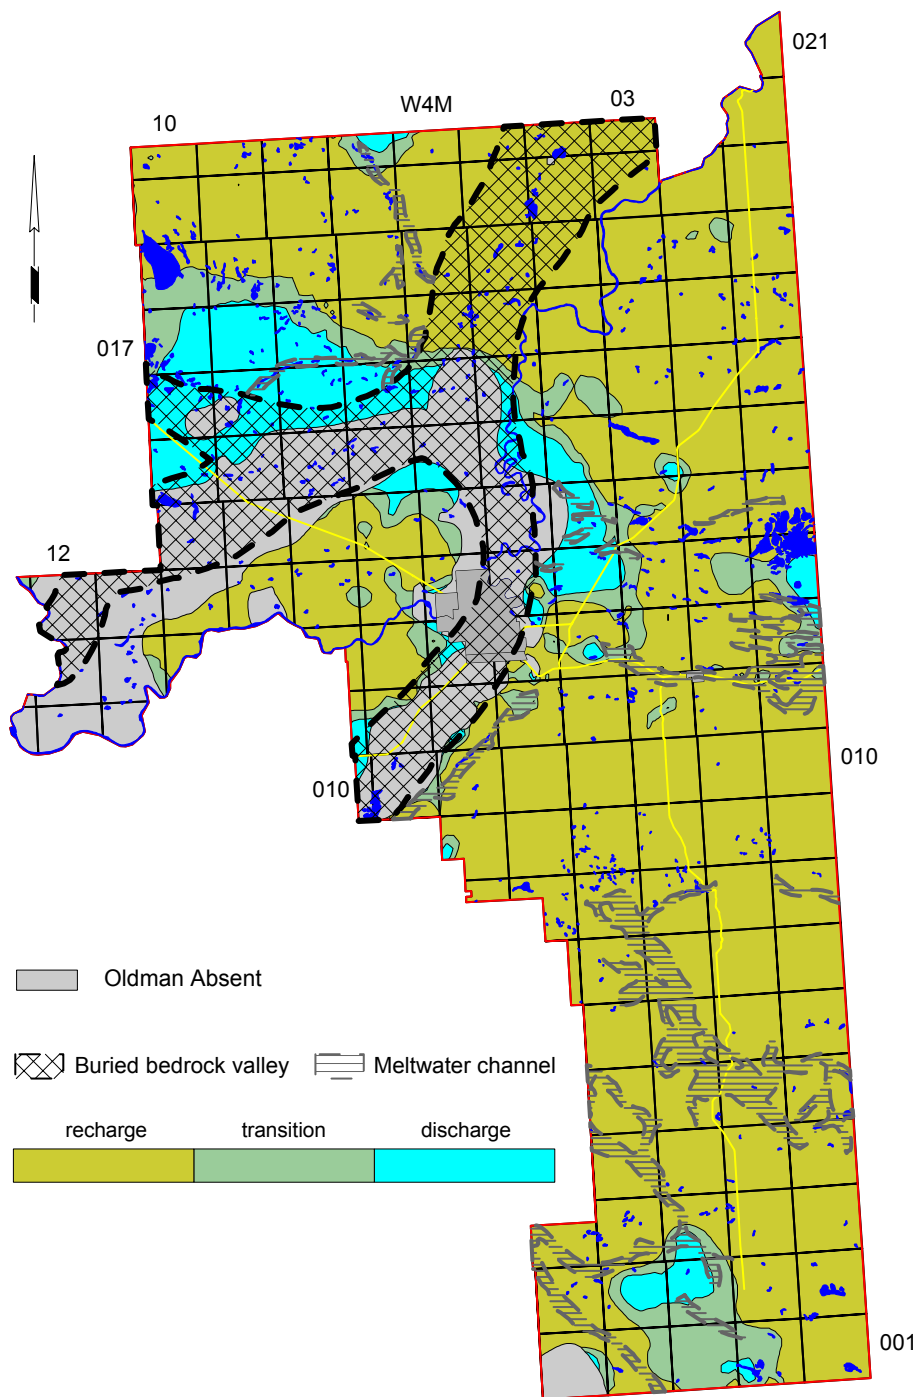 021
W4M
03
10
017
12
010
010
Oldman Absent
Buried bedrock valley
Meltwater channel
recharge
transition
discharge
001